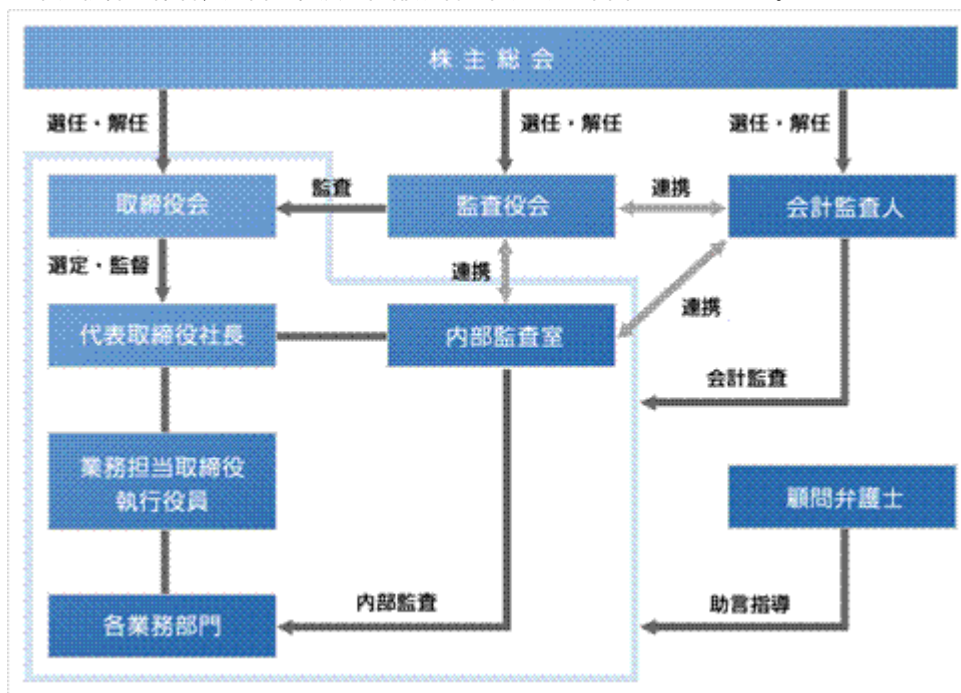 株主総会
選任・解任
選任・解任
選任・解任
取締役会
監査
監査役会
連携
会計監査人
選定・監督
連携
連携
代表取締役社長
内部監査室
会計監査
業務担当取締役
執行役員
顧問弁護士
内部監査
助言指導
各業務部門